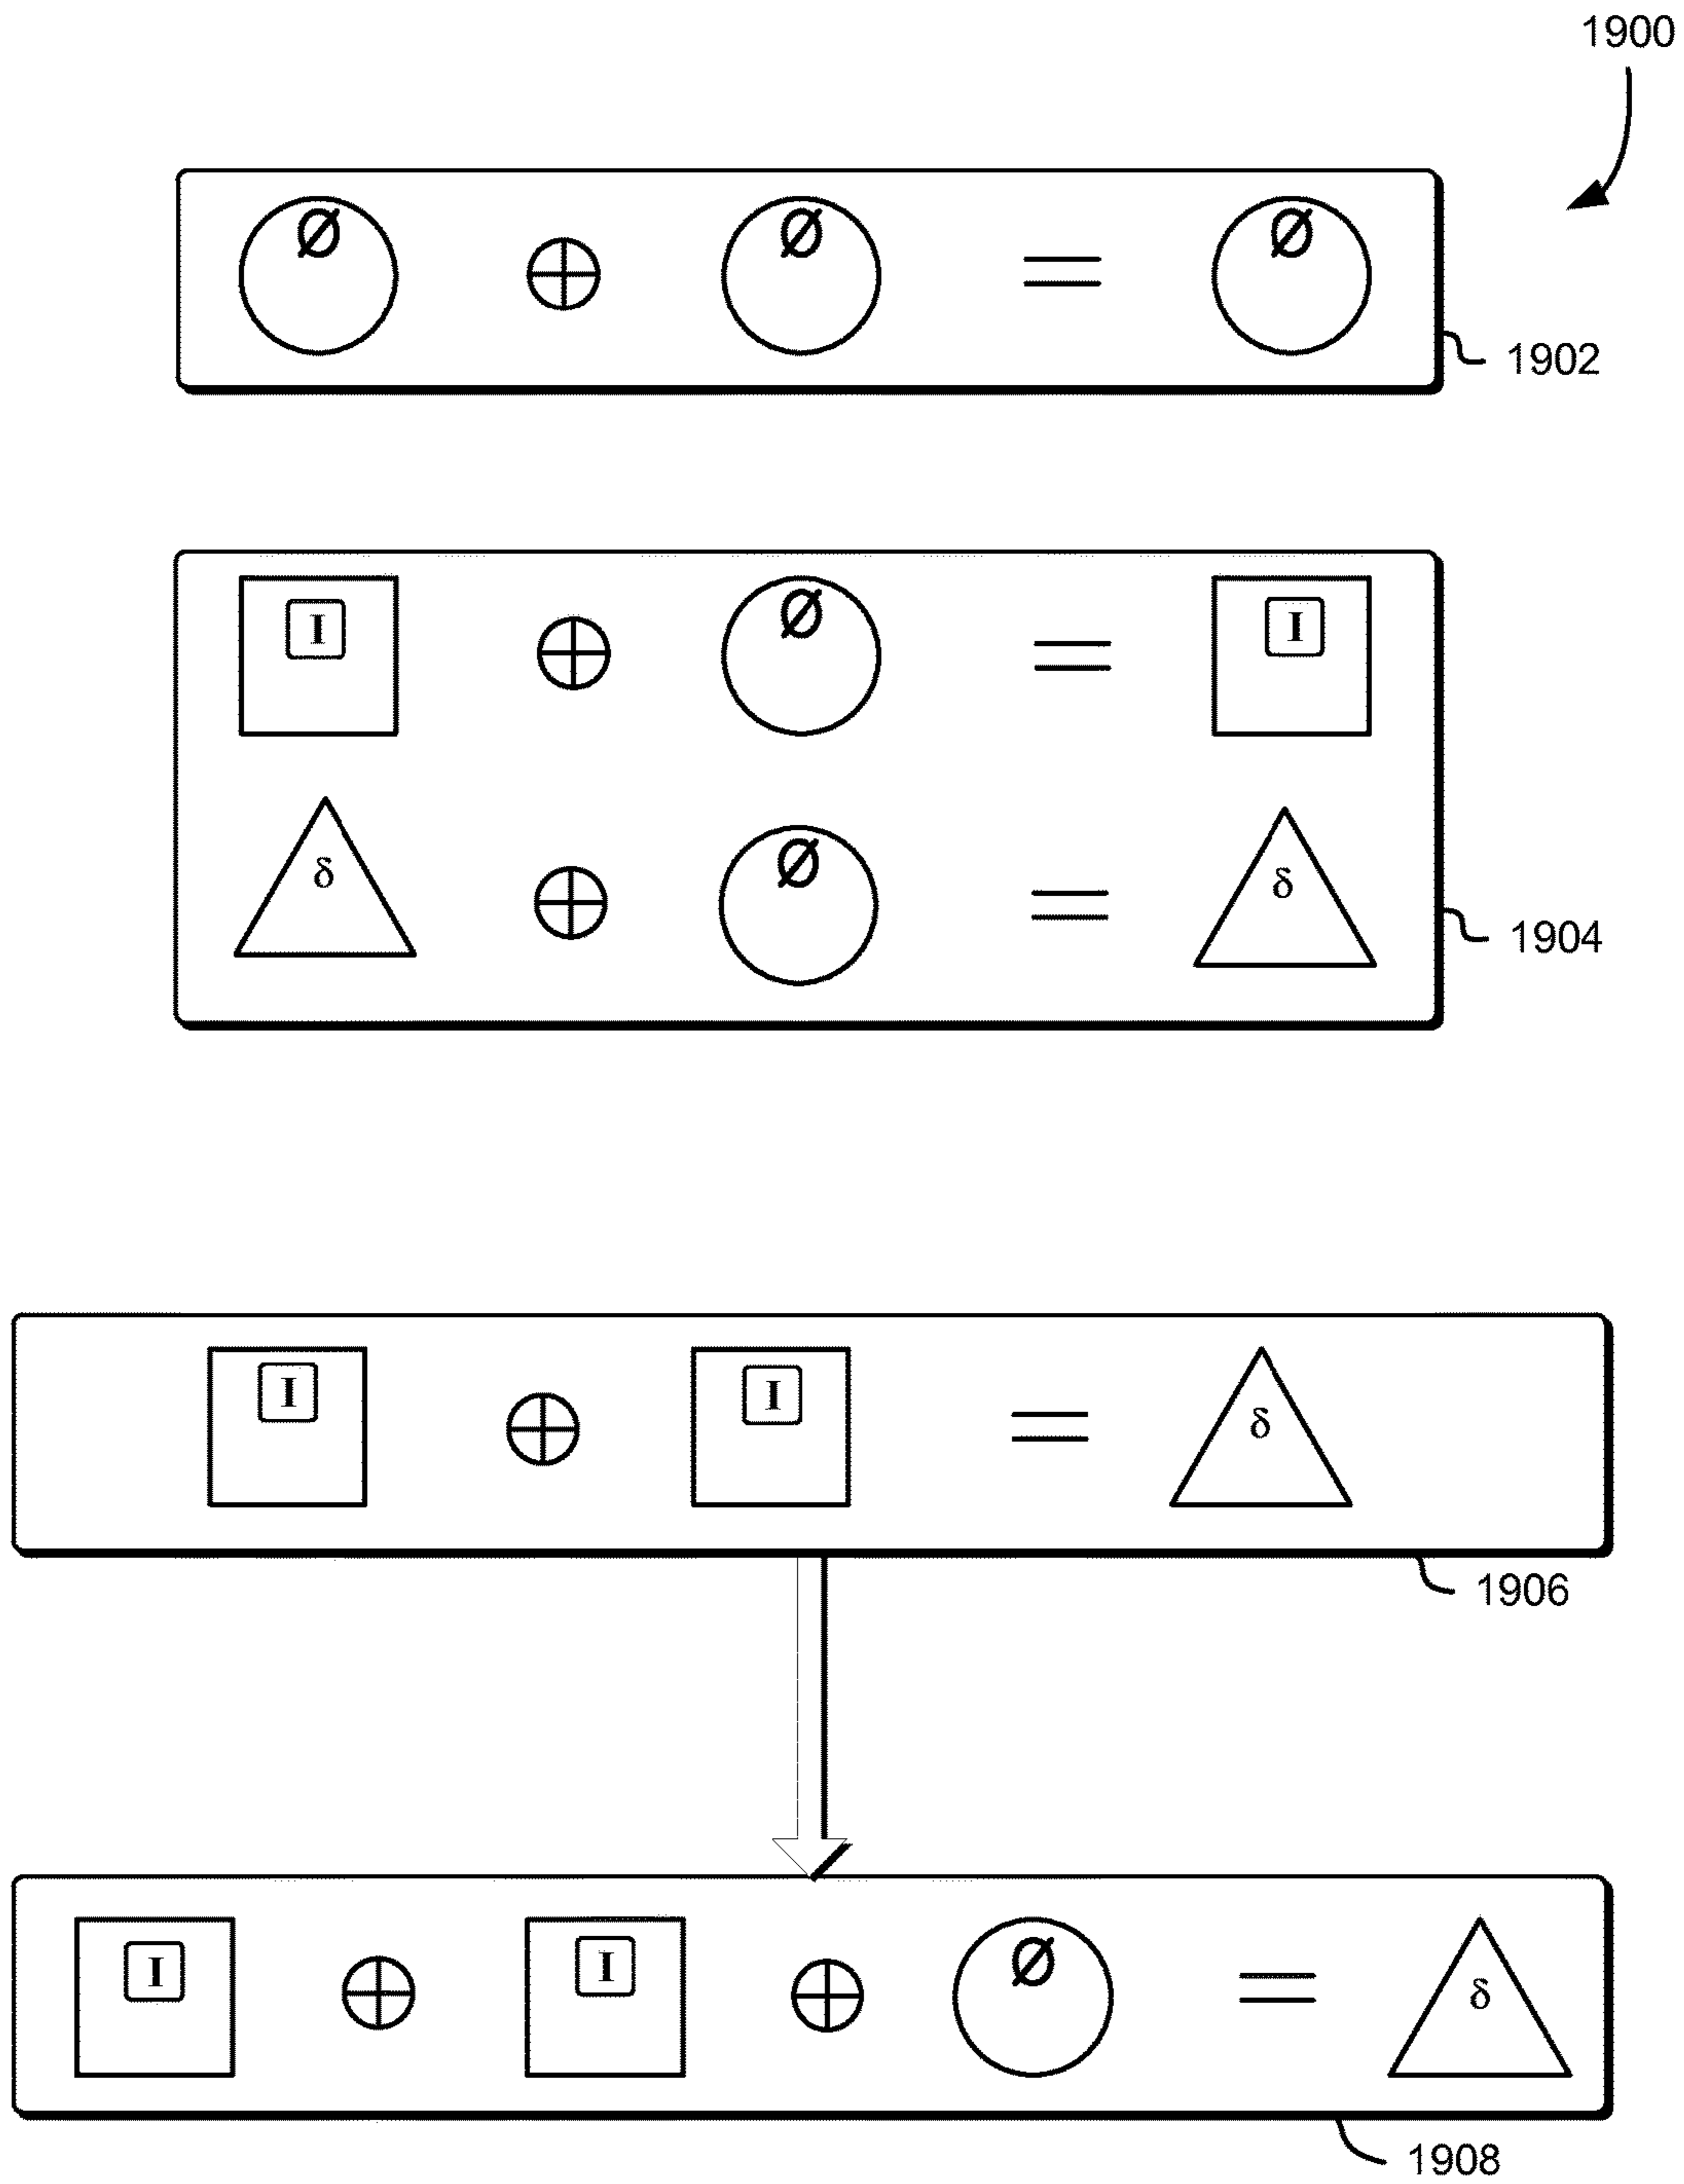 1900
Ø ⊕ Ø = Ø
1902
I ⊕ Ø = I
δ ⊕ Ø = δ
1904
I ⊕ I = δ
1906
I ⊕ I ⊕ Ø = δ
1908